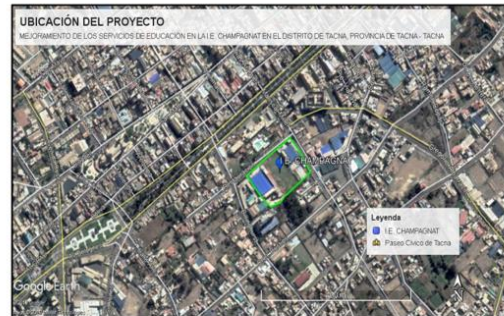 UBICACIÓN DEL PROYECTO
MEJORAMIENTO DE LOS SERVICIOS DE EDUCACIÓN EN LA I.E. CHAMPAGNAT EN EL DISTRITO DE TACNA, PROVINCIA DE TACNA - TACNA
I.E. CHAMPAGNAT
Leyenda
I.E. CHAMPAGNAT
Paseo Cívico de Tacna
Google Earth